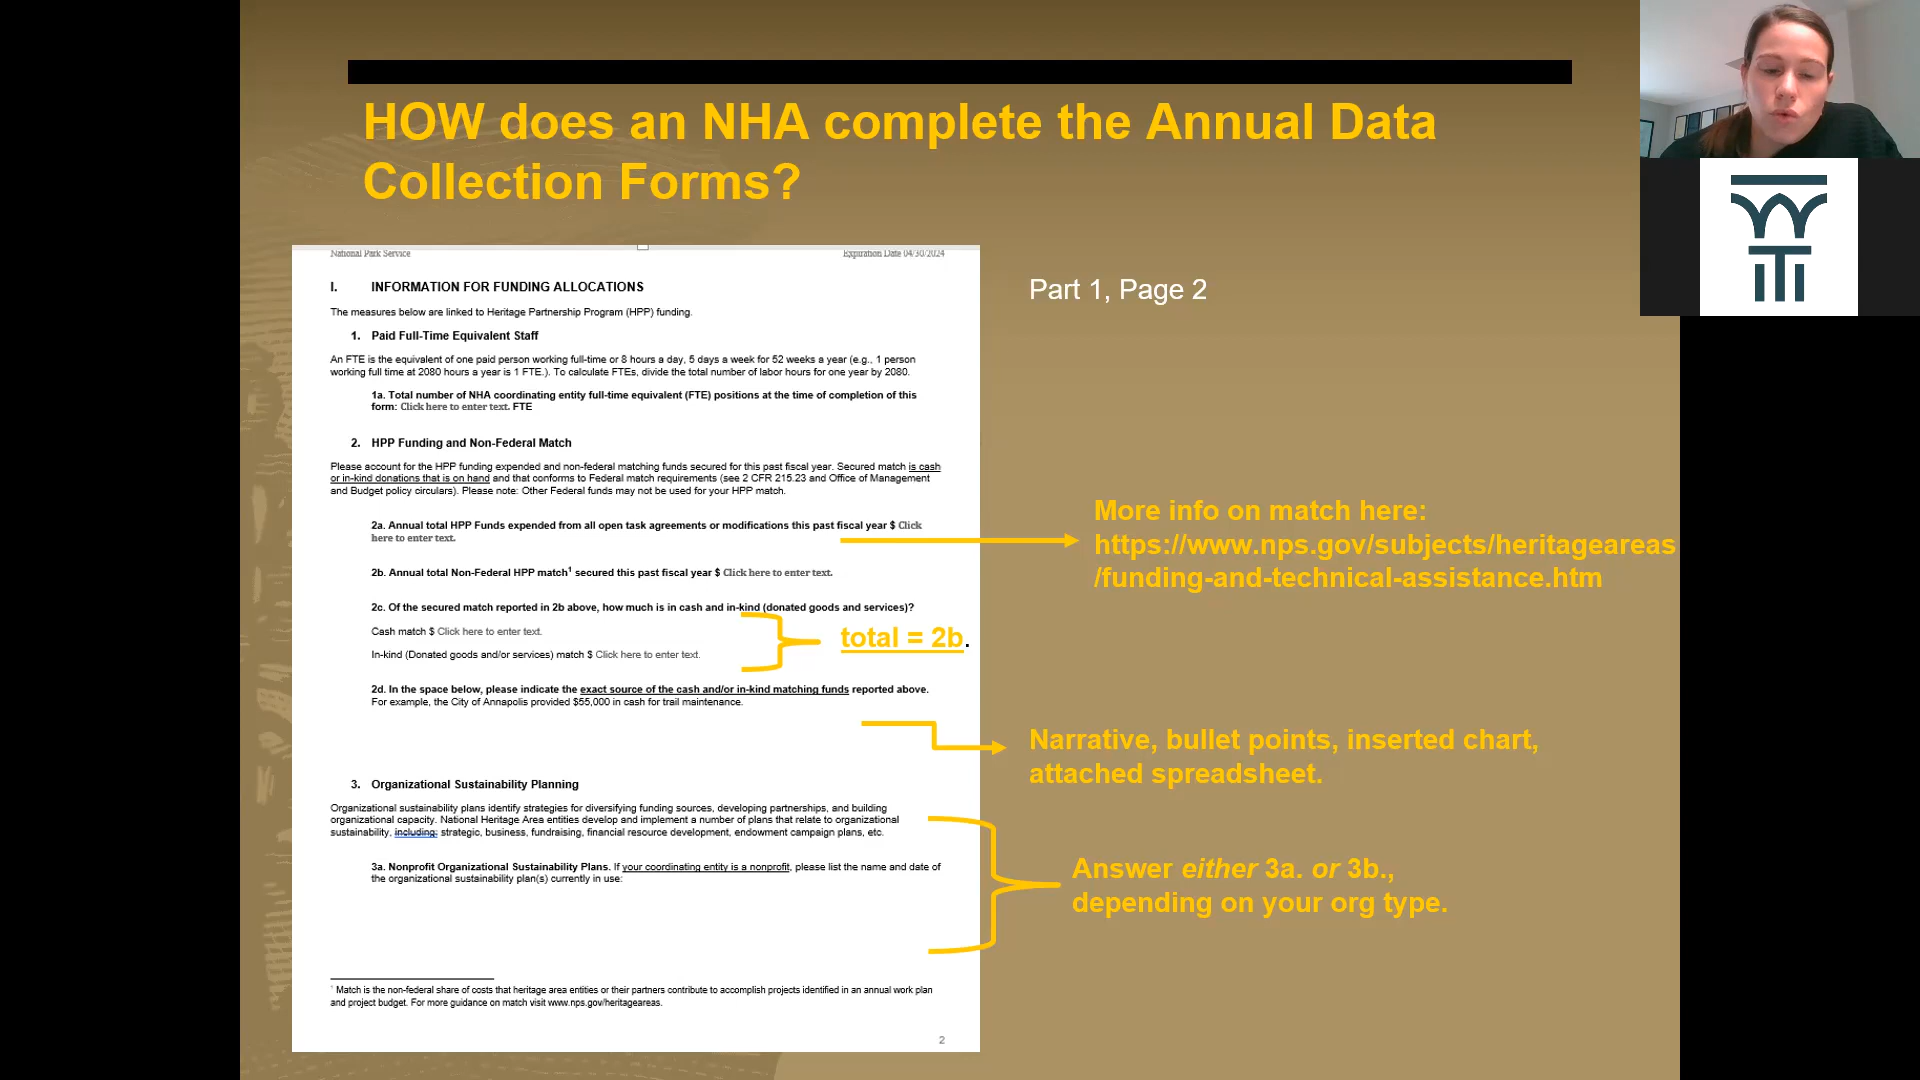 HOW does an NHA complete the Annual Data
Collection Forms?
National Park Service
Expiration Date 04/30/2024
I. INFORMATION FOR FUNDING ALLOCATIONS
The measures below are linked to Heritage Partnership Program (HPP) funding.
1. Paid Full-Time Equivalent Staff
An FTE is the equivalent of one paid person working full-time or 8 hours a day, 5 days a week for 52 weeks a year (e.g., 1 person
working full time at 2080 hours a year is 1 FTE.). To calculate FTEs, divide the total number of labor hours for one year by 2080.
1a. Total number of NHA coordinating entity full-time equivalent (FTE) positions at the time of completion of this
form: Click here to enter text. FTE
2. HPP Funding and Non-Federal Match
Please account for the HPP funding expended and non-federal matching funds secured for this past fiscal year. Secured match is cash
or in-kind donations that is on hand and that conforms to Federal match requirements (see 2 CFR 215.23 and Office of Management
and Budget policy circulars). Please note: Other Federal funds may not be used for your HPP match.
2a. Annual total HPP Funds expended from all open task agreements or modifications this past fiscal year $ Click
here to enter text.
2b. Annual total Non-Federal HPP match1 secured this past fiscal year $ Click here to enter text.
2c. Of the secured match reported in 2b above, how much is in cash and in-kind (donated goods and services)?
Cash match $ Click here to enter text.
In-kind (Donated goods and/or services) match $ Click here to enter text.
2d. In the space below, please indicate the exact source of the cash and/or in-kind matching funds reported above.
For example, the City of Annapolis provided $55,000 in cash for trail maintenance.
3. Organizational Sustainability Planning
Organizational sustainability plans identify strategies for diversifying funding sources, developing partnerships, and building
organizational capacity. National Heritage Area entities develop and implement a number of plans that relate to organizational
sustainability, including: strategic, business, fundraising, financial resource development, endowment campaign plans, etc.
3a. Nonprofit Organizational Sustainability Plans. If your coordinating entity is a nonprofit, please list the name and date of
the organizational sustainability plan(s) currently in use:
Match is the non-federal share of costs that heritage area entities or their partners contribute to accomplish projects identified in an annual work plan
and project budget. For more guidance on match visit www.nps.gov/heritageareas.
2
Part 1, Page 2
More info on match here:
https://www.nps.gov/subjects/heritageareas
/funding-and-technical-assistance.htm
total = 2b.
Narrative, bullet points, inserted chart,
attached spreadsheet.
Answer either 3a. or 3b.,
depending on your org type.